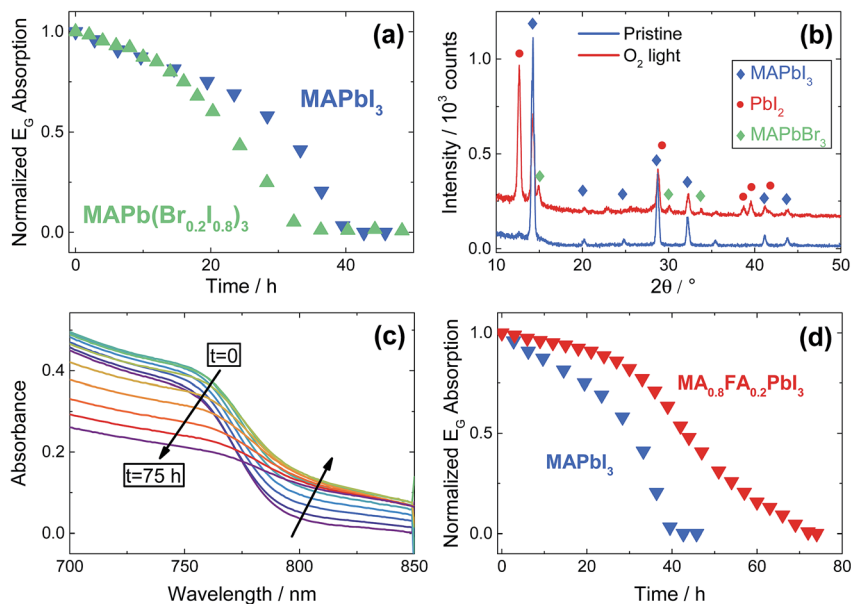 (a)
Normalized E_G Absorption
1.0
0.5
0.0
MAPbI₃
MAPb(Br₀.₂I₀.₈)₃
0
20
40
Time / h
(b)
Intensity / 10³ counts
1.0
0.5
0.0
Pristine
O₂ light
MAPbI₃
PbI₂
MAPbBr₃
10
20
30
40
50
2θ / °
(c)
Absorbance
0.4
0.2
0.0
t=0
t=75 h
700
750
800
850
Wavelength / nm
(d)
Normalized E_G Absorption
1.0
0.5
0.0
MA₀.₈FA₀.₂PbI₃
MAPbI₃
0
20
40
60
80
Time / h